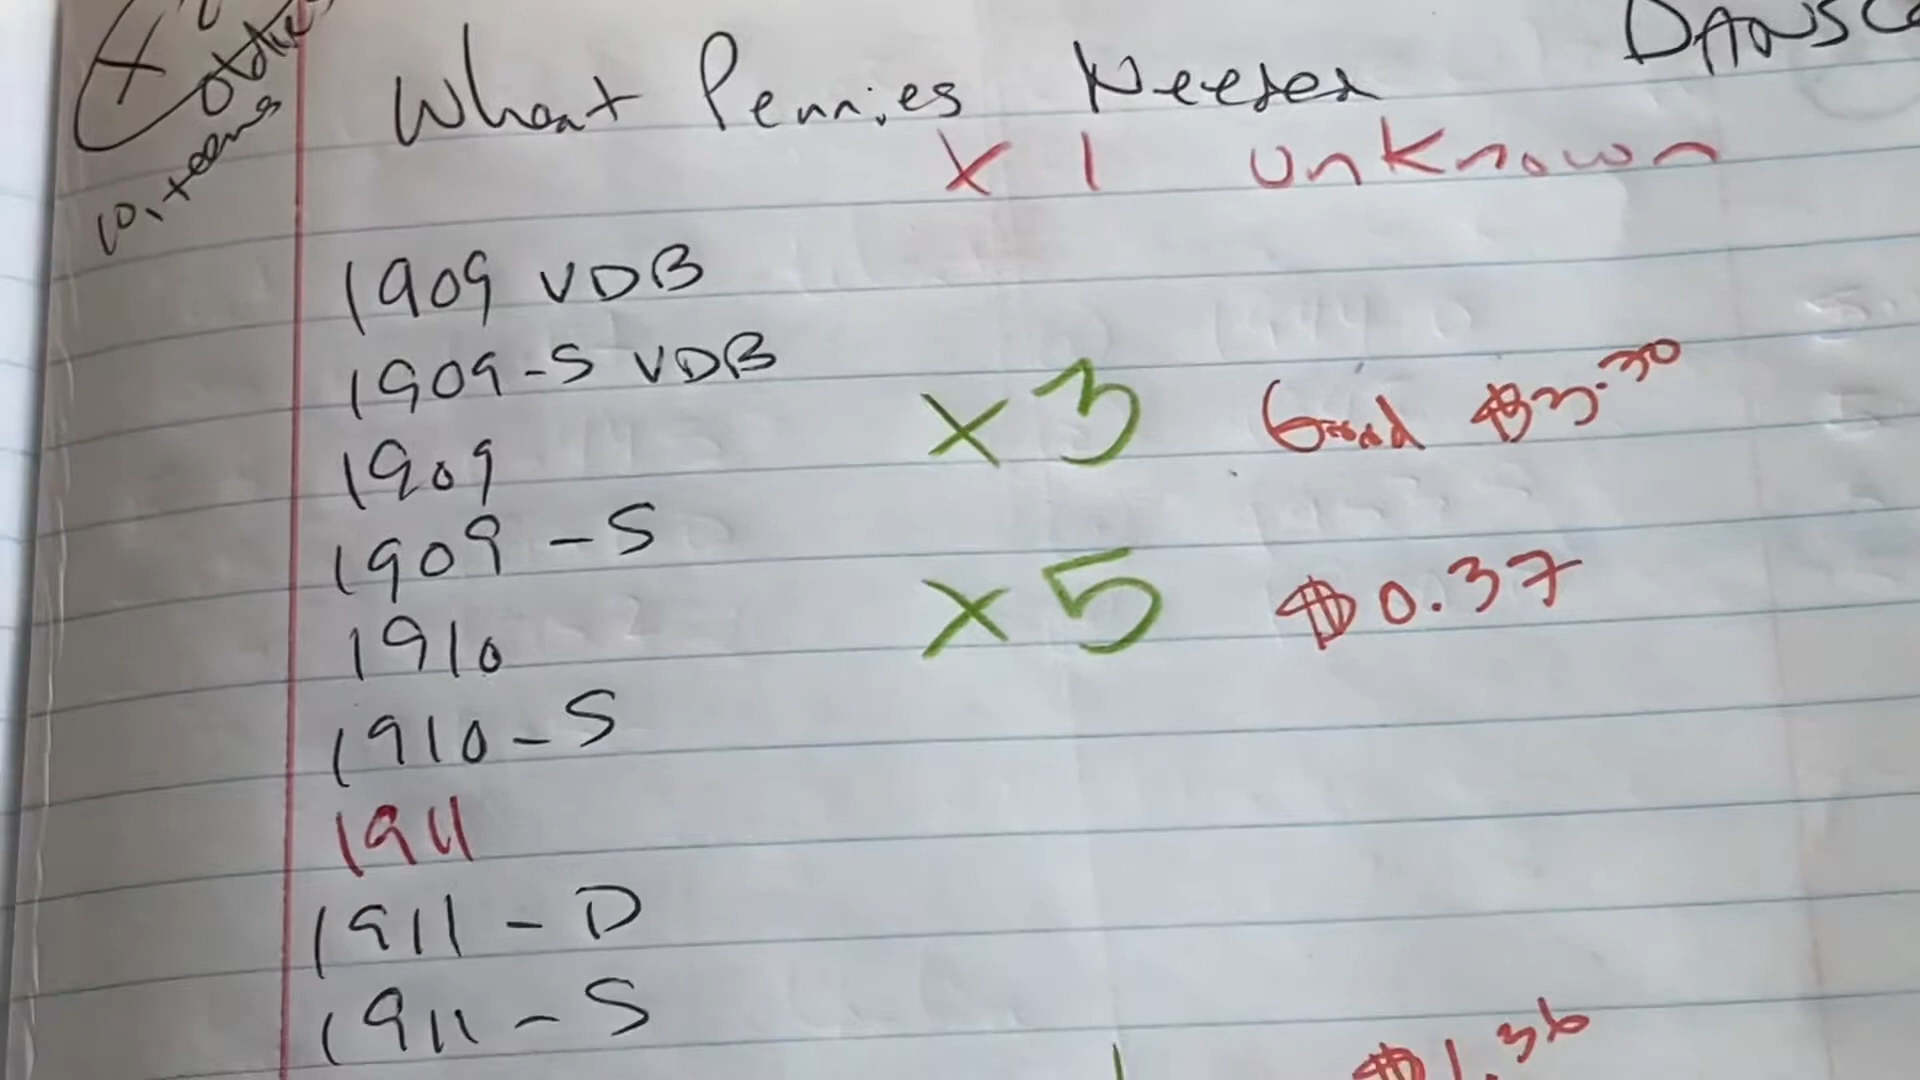 What Pennies Needed
x 1 unknown
1909 VDB
1909-S VDB
1909 x 3 Good $3.30
1909-S
1910 x 5 $0.37
1910-S
1911
1911-D
1911-S
$1.36